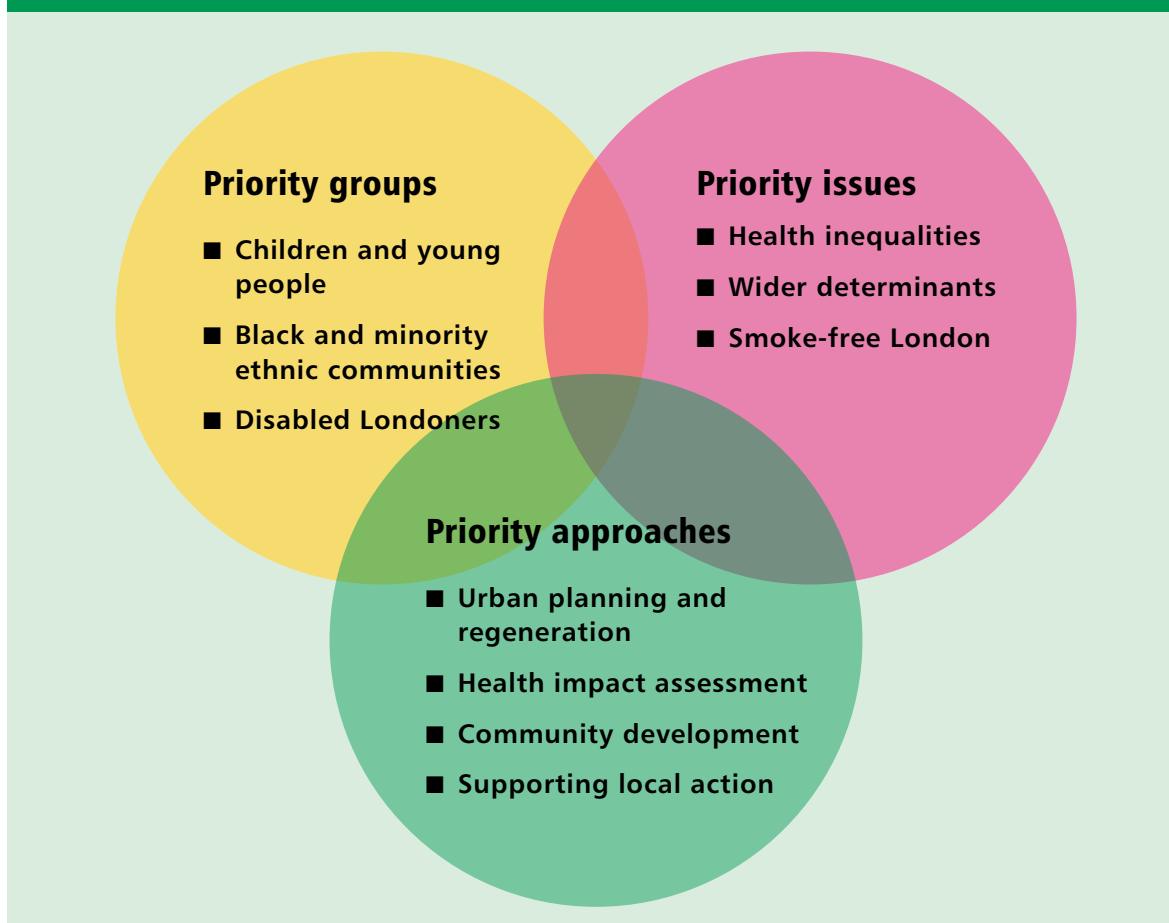 Priority groups
■ Children and young
people
■ Black and minority
ethnic communities
■ Disabled Londoners
Priority issues
■ Health inequalities
■ Wider determinants
■ Smoke-free London
Priority approaches
■ Urban planning and
regeneration
■ Health impact assessment
■ Community development
■ Supporting local action